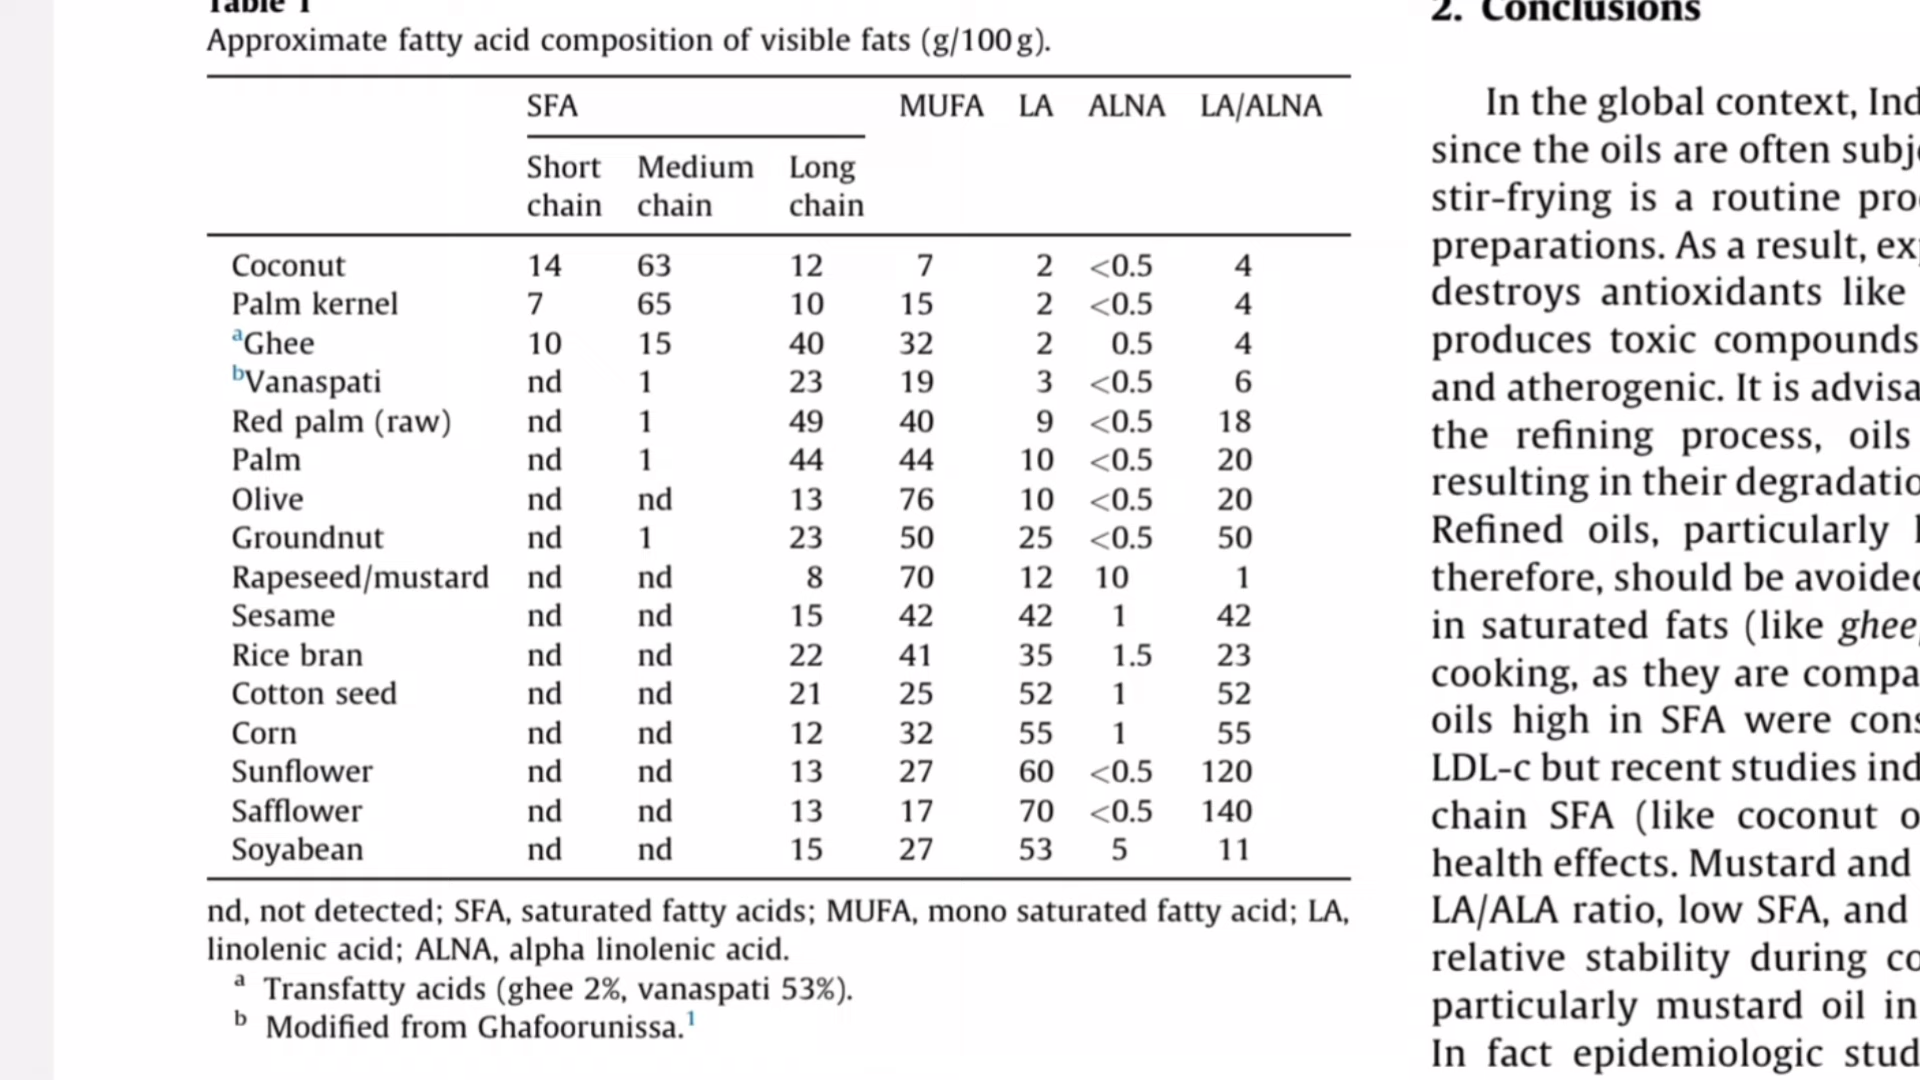 Table 1
Approximate fatty acid composition of visible fats (g/100 g).
SFA MUFA LA ALNA LA/ALNA
Short chain Medium chain Long chain
Coconut 14 63 12 7 2 <0.5 4
Palm kernel 7 65 10 15 2 <0.5 4
aGhee 10 15 40 32 2 0.5 4
bVanaspati nd 1 23 19 3 <0.5 6
Red palm (raw) nd 1 49 40 9 <0.5 18
Palm nd 1 44 44 10 <0.5 20
Olive nd nd 13 76 10 <0.5 20
Groundnut nd 1 23 50 25 <0.5 50
Rapeseed/mustard nd nd 8 70 12 10 1
Sesame nd nd 15 42 42 1 42
Rice bran nd nd 22 41 35 1.5 23
Cotton seed nd nd 21 25 52 1 52
Corn nd nd 12 32 55 1 55
Sunflower nd nd 13 27 60 <0.5 120
Safflower nd nd 13 17 70 <0.5 140
Soyabean nd nd 15 27 53 5 11
nd, not detected; SFA, saturated fatty acids; MUFA, mono saturated fatty acid; LA,
linolenic acid; ALNA, alpha linolenic acid.
a Transfatty acids (ghee 2%, vanaspati 53%).
b Modified from Ghafoorunissa.1
2. Conclusions
In the global context,
since the oils are often
stir-frying is a routine
preparations. As a result,
destroys antioxidants like
produces toxic compounds
and atherogenic. It is
the refining process, oils
resulting in their
Refined oils, particularly
therefore, should be
in saturated fats (like ghee,
cooking, as they are
oils high in SFA were
LDL-c but recent studies
chain SFA (like coconut
health effects. Mustard and
LA/ALA ratio, low SFA, and
relative stability during
particularly mustard oil in
In fact epidemiologic